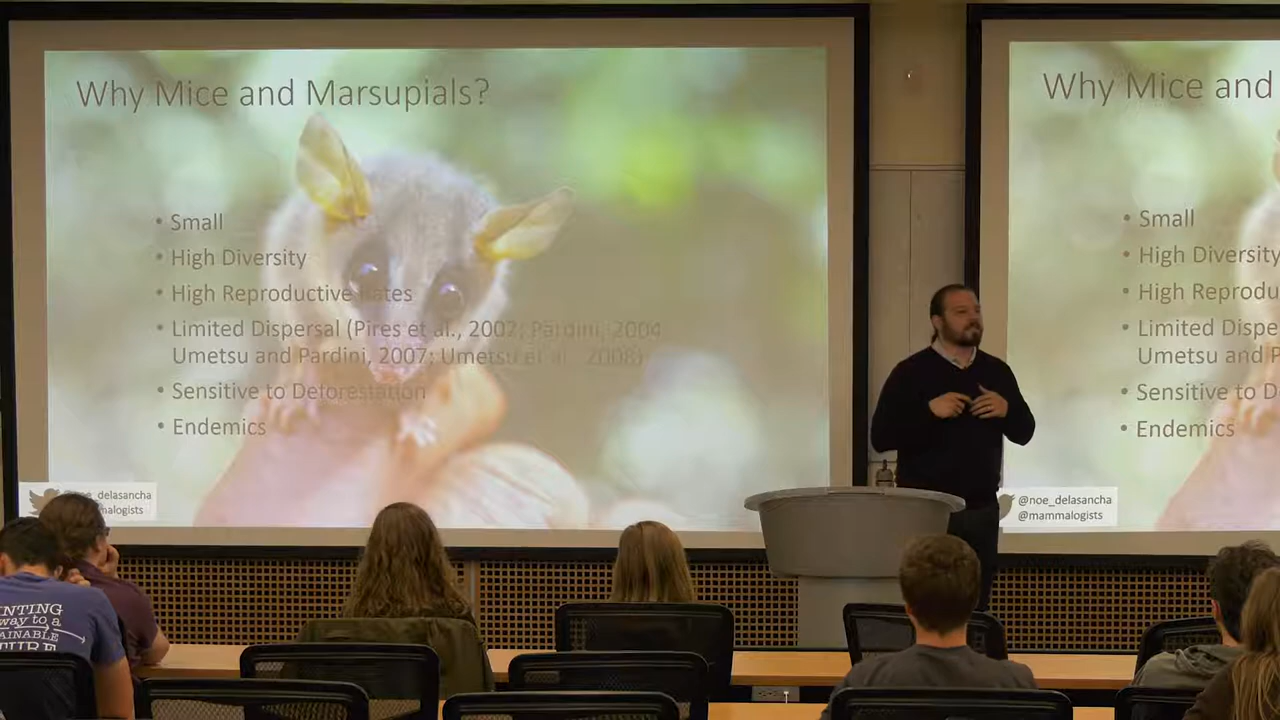 Why Mice and Marsupials?
• Small
• High Diversity
• High Reproductive Rates
• Limited Dispersal (Pires et al., 2002; Pardini, 2004
Umetsu and Pardini, 2007; Umetsu et al., 2008)
• Sensitive to Deforestation
• Endemics
@noe_delasancha
@mammalogists
Why Mice and
• Small
• High Diversity
• High Reprodu
• Limited Dispe
Umetsu and P
• Sensitive to D
• Endemics
@noe_delasancha
@mammalogists